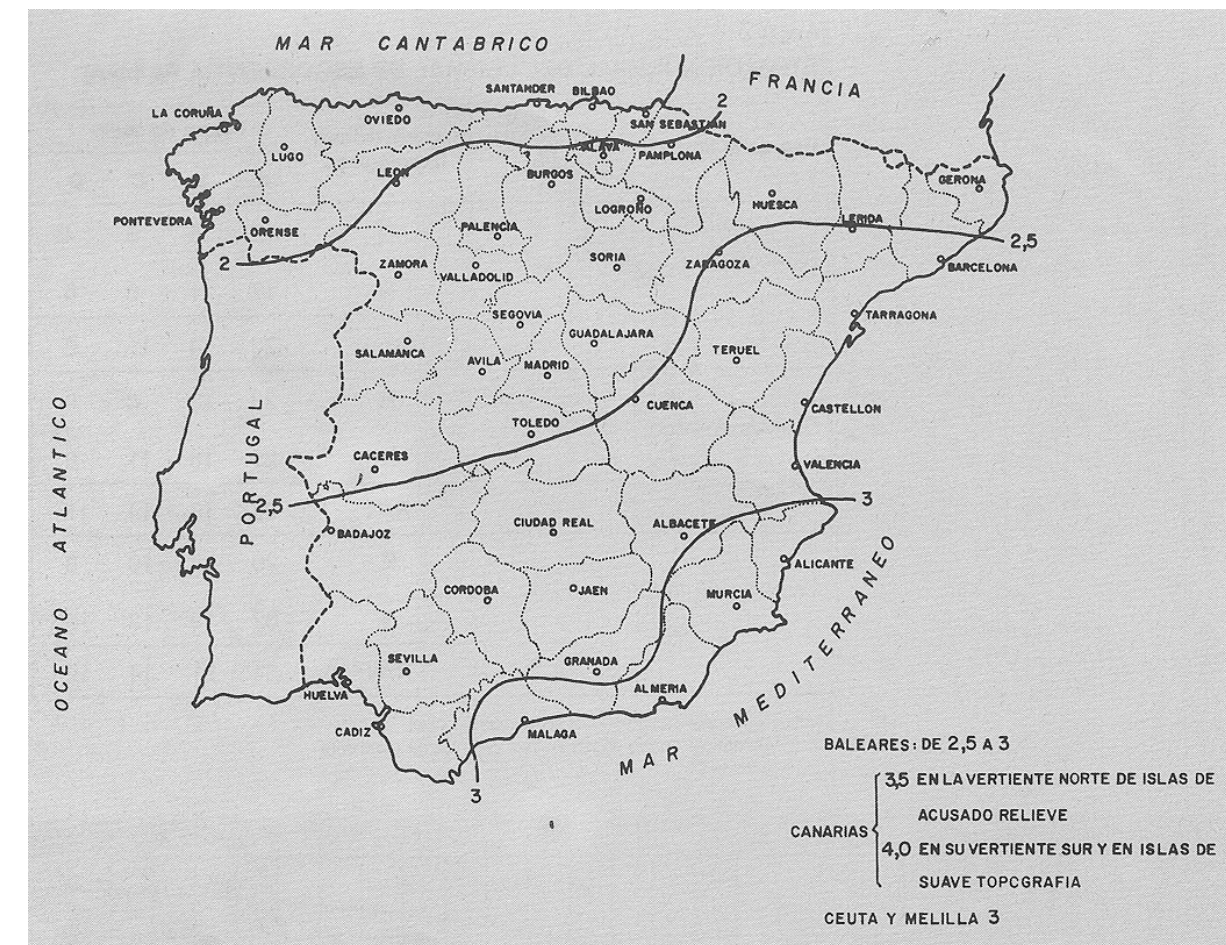 MAR CANTABRICO
FRANCIA
SANTANDER
BILBAO
LA CORUÑA
OVIEDO
SAN SEBASTIAN
2
LUGO
ALAVA
PAMPLONA
LEON
BURGOS
GERONA
HUESCA
LOGROÑO
PONTEVEDRA
ORENSE
PALENCIA
LERIDA
2,5
2
ZAMORA
VALLADOLID
SORIA
ZARAGOZA
BARCELONA
SEGOVIA
TARRAGONA
GUADALAJARA
SALAMANCA
AVILA
MADRID
TERUEL
CUENCA
CASTELLON
TOLEDO
PORTUGAL
CACERES
VALENCIA
2,5
3
BADAJOZ
CIUDAD REAL
ALBACETE
ALICANTE
OCEANO ATLANTICO
CORDOBA
JAEN
MURCIA
SEVILLA
GRANADA
HUELVA
ALMERIA
CADIZ
MALAGA
MAR MEDITERRANEO
3
BALEARES: DE 2,5 A 3
3,5 EN LA VERTIENTE NORTE DE ISLAS DE
ACUSADO RELIEVE
CANARIAS
4,0 EN SU VERTIENTE SUR Y EN ISLAS DE
SUAVE TOPCGRAFIA
CEUTA Y MELILLA 3